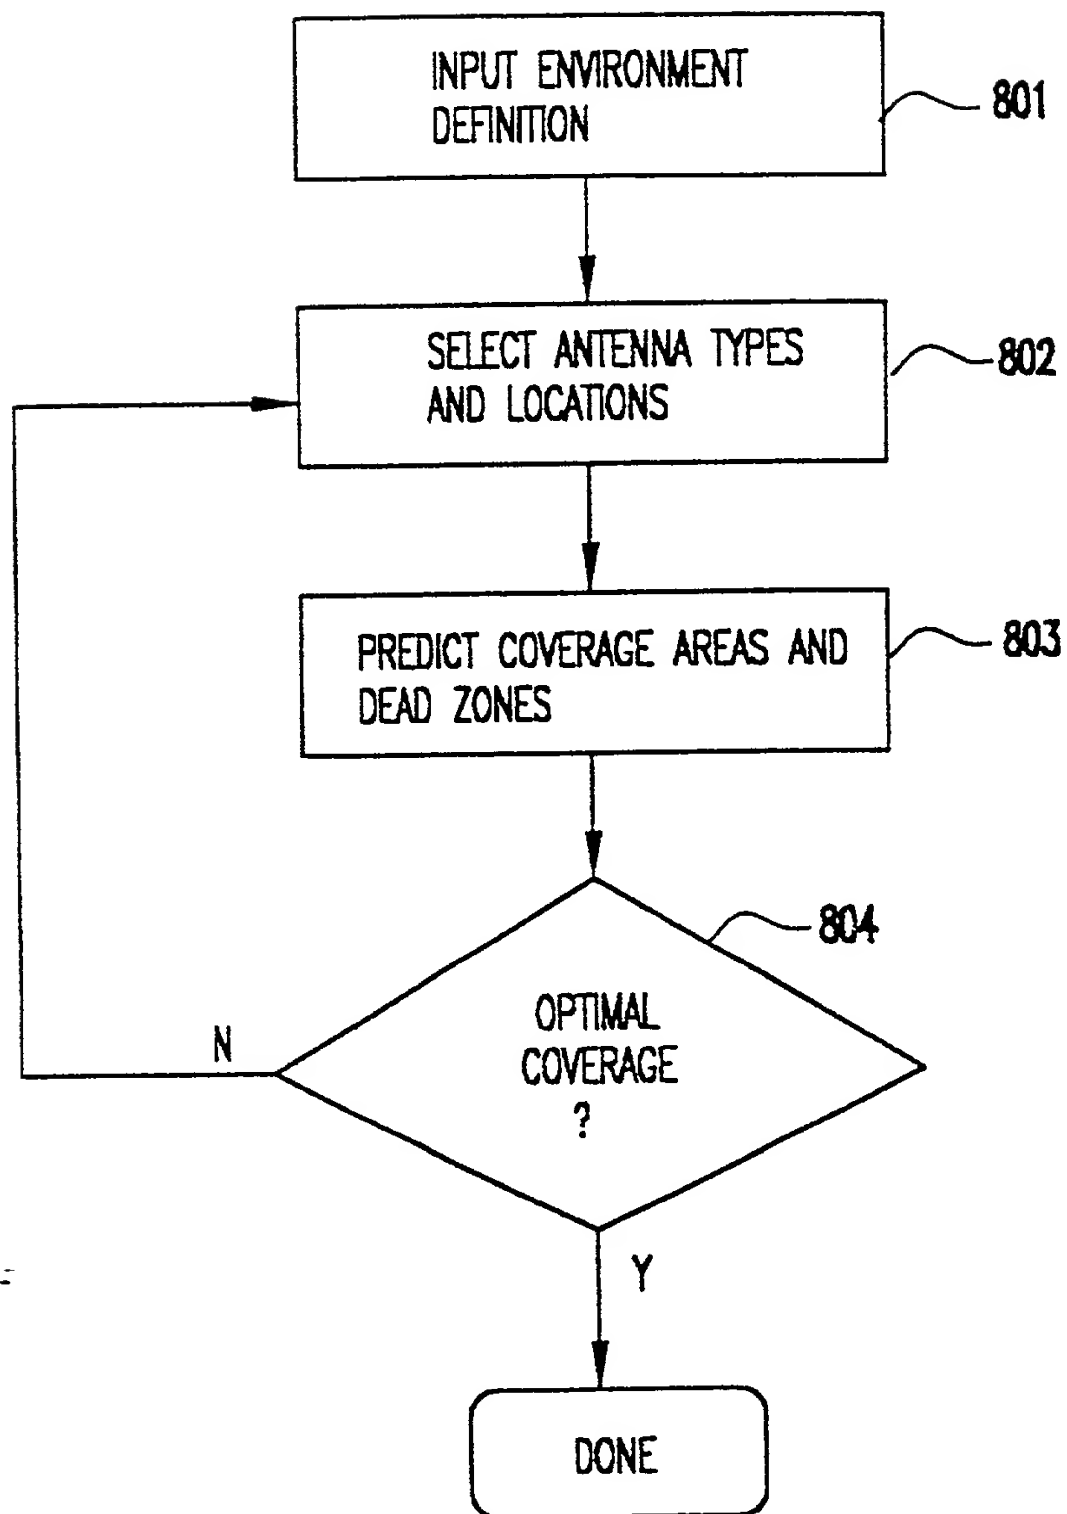 INPUT ENVIRONMENT
DEFINITION
801
SELECT ANTENNA TYPES
AND LOCATIONS
802
PREDICT COVERAGE AREAS AND
DEAD ZONES
803
804
OPTIMAL
COVERAGE
?
N
Y
DONE